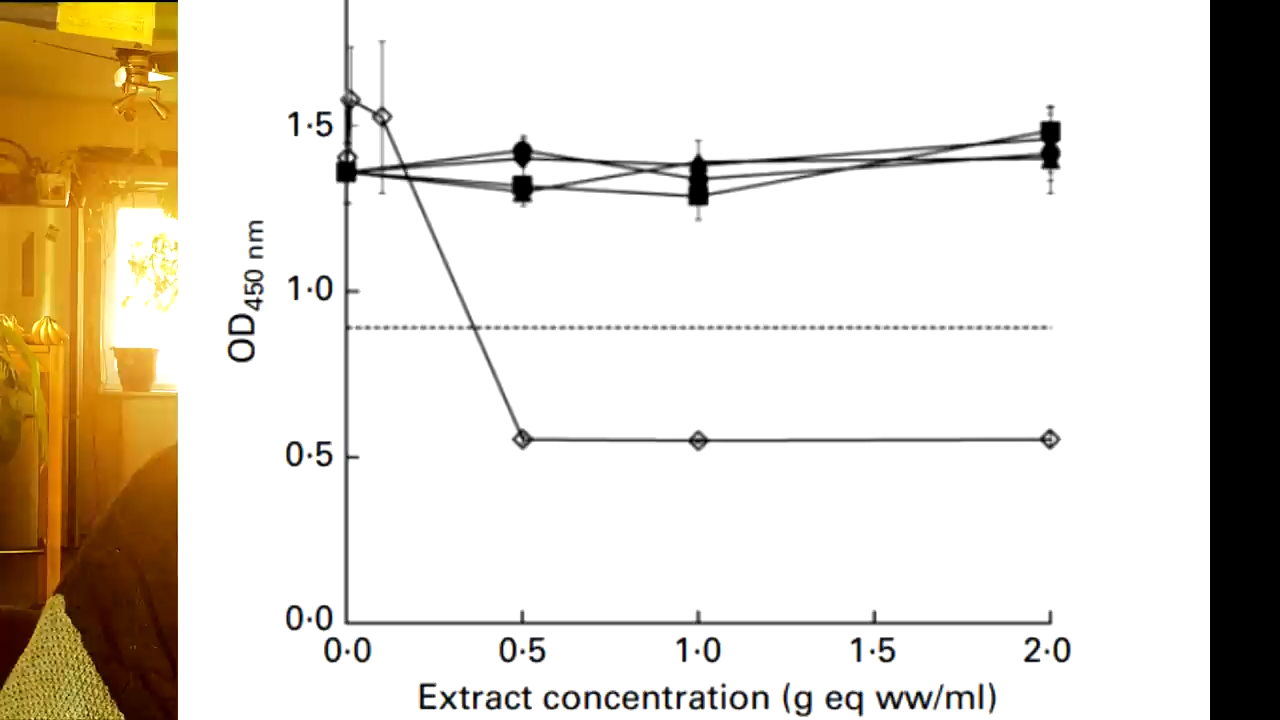 1·5
1·0
0·5
0·0
OD450 nm
0·0 0·5 1·0 1·5 2·0
Extract concentration (g eq ww/ml)